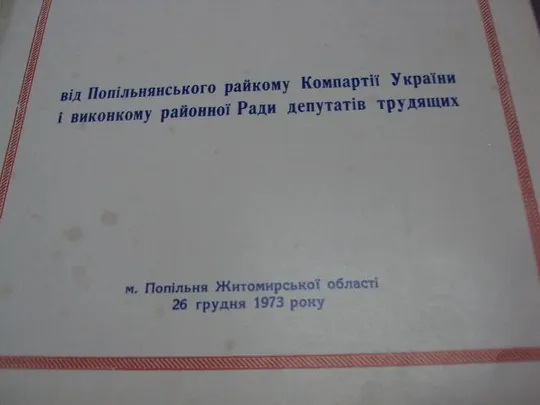 від Попільнянського райкому Компартії України
і виконкому районної Ради депутатів трудящих
м. Попільня Житомирської області
26 грудня 1973 року